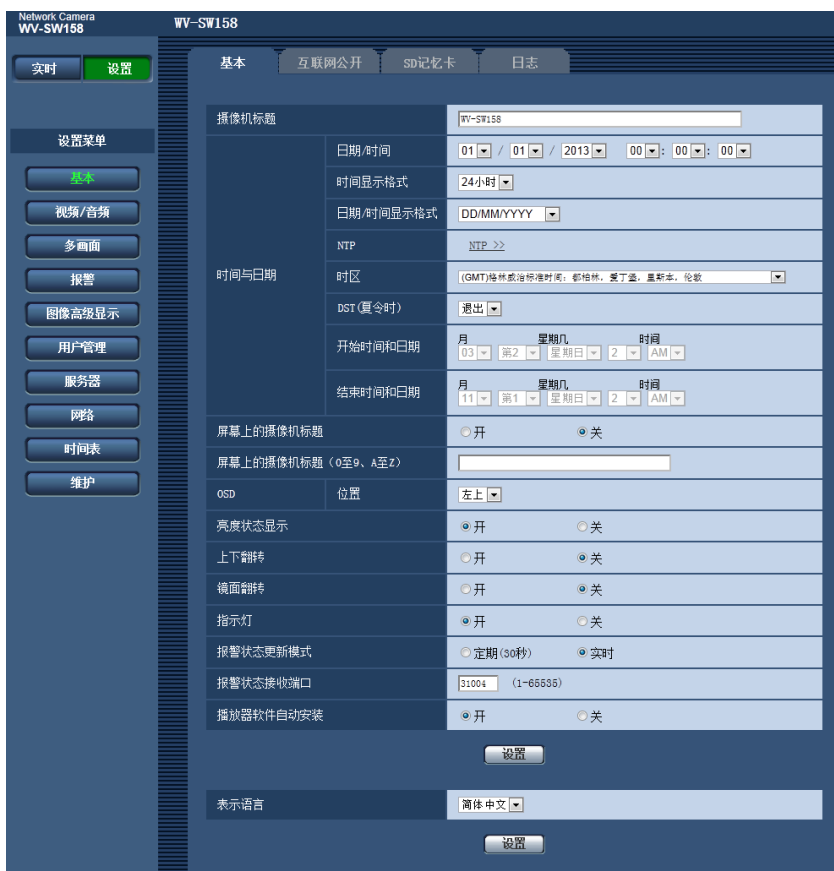 Network Camera
WV-SW158
WV-SW158
实时 设置
基本 互联网公开 SD记忆卡 日志
设置菜单
基本
视频/音频
多画面
报警
图像高级显示
用户管理
服务器
网络
时间表
维护
摄像机标题 WV-SW158
时间与日期
日期/时间 01 / 01 / 2013 00 : 00 : 00
时间显示格式 24小时
日期/时间显示格式 DD/MM/YYYY
NTP NTP >>
时区 (GMT)格林威治标准时间: 都柏林, 爱丁堡, 里斯本, 伦敦
DST(夏令时) 退出
开始时间和日期 月 星期几 时间
03 第2 星期日 2 AM
结束时间和日期 月 星期几 时间
11 第1 星期日 2 AM
屏幕上的摄像机标题 开 关
屏幕上的摄像机标题(0至9、A至Z)
OSD 位置 左上
亮度状态显示 开 关
上下翻转 开 关
镜面翻转 开 关
指示灯 开 关
报警状态更新模式 定期(30秒) 实时
报警状态接收端口 31004 (1-65535)
播放器软件自动安装 开 关
设置
表示语言 简体中文
设置